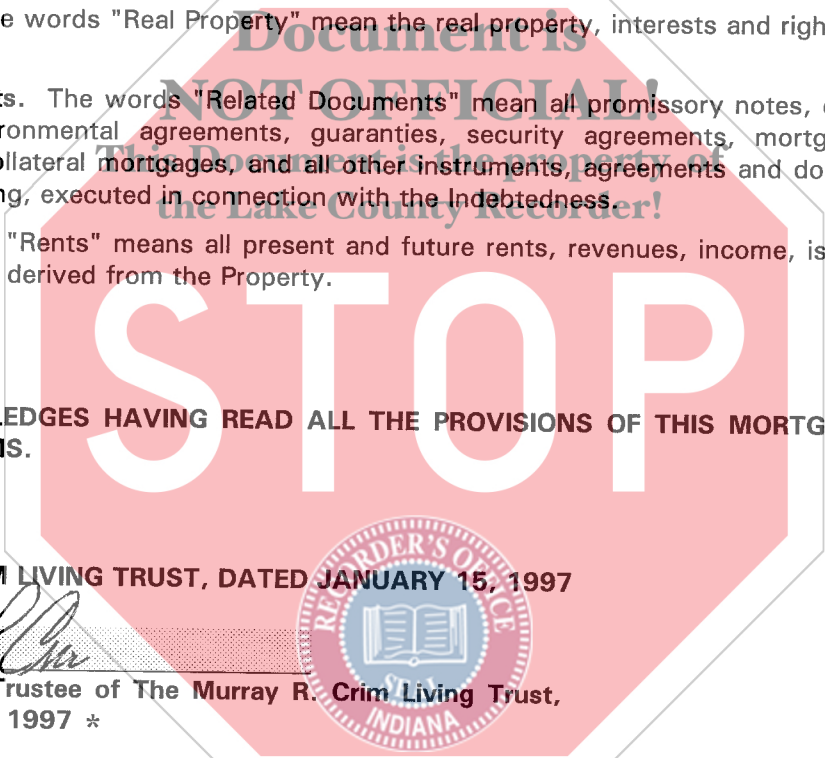 e words "Real Property" mean the real property, interests and righ
Document is
NOT OFFICIAL!
ts. The words "Related Documents" mean all promissory notes,
ronmental agreements, guaranties, security agreements, mortg
This Document is the property of
ollateral mortgages, and all other instruments, agreements and do
ng, executed in connection with the Indebtedness.
the Lake County Recorder!
"Rents" means all present and future rents, revenues, income, is
derived from the Property.
STOP
LEDGES HAVING READ ALL THE PROVISIONS OF THIS MORTG
IS.
RECORDER'S OFFICE
LIVING TRUST, DATED JANUARY 15, 1997
Trustee of The Murray R. Crim Living Trust,
1997 *
SEAL
INDIANA